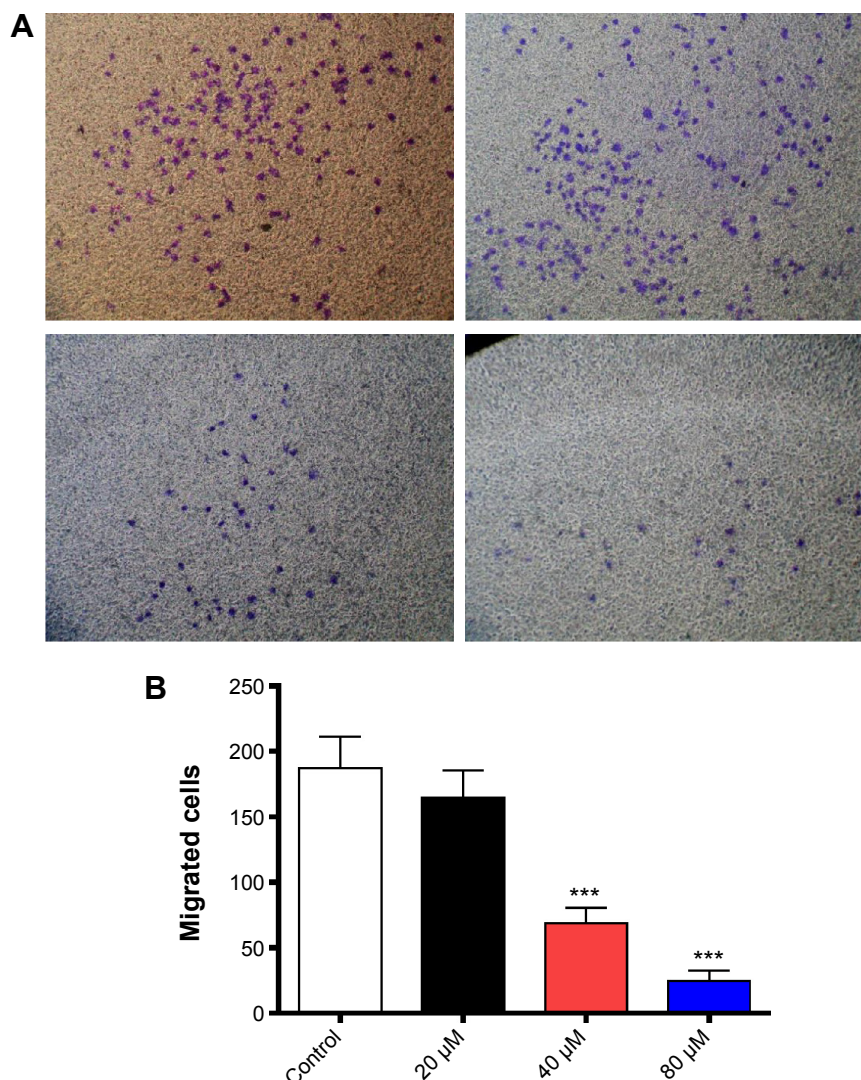 A
B
250
200
150
100
50
0
Migrated cells
***
***
Control
20 μM
40 μM
80 μM